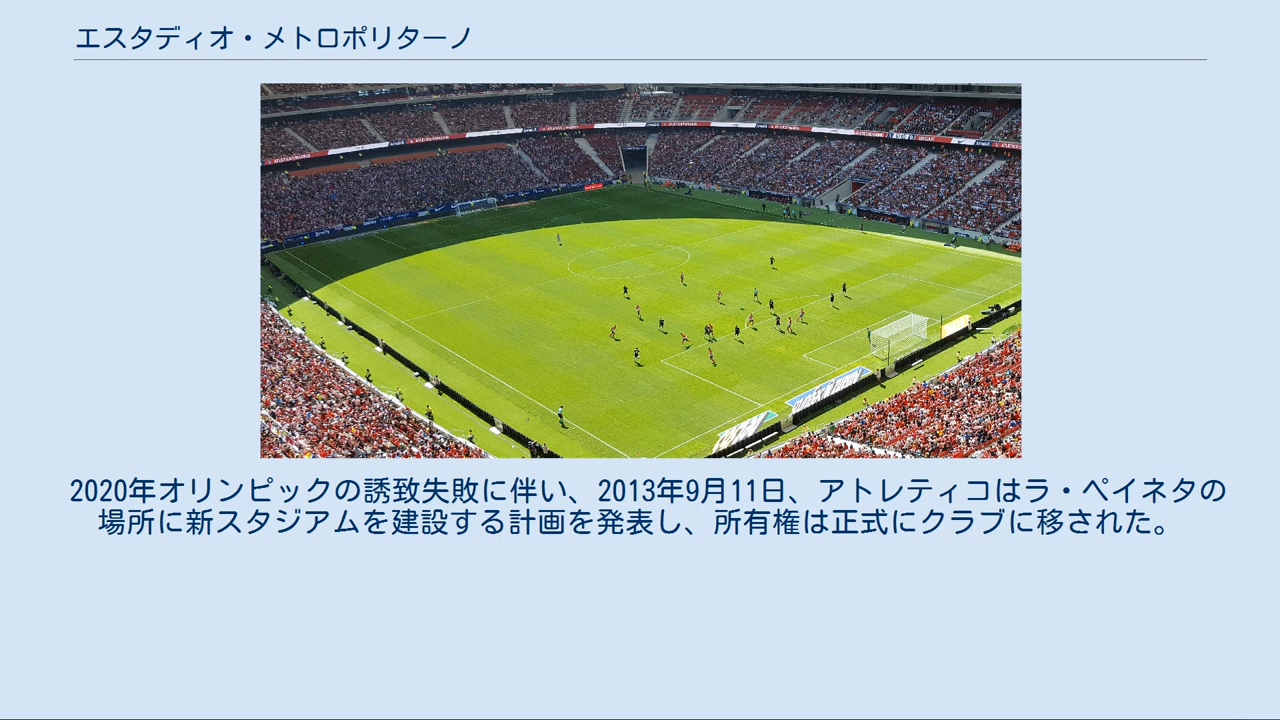 エスタディオ・メトロポリターノ
2020年オリンピックの誘致失敗に伴い、2013年9月11日、アトレティコはラ・ペイネタの
場所に新スタジアムを建設する計画を発表し、所有権は正式にクラブに移された。